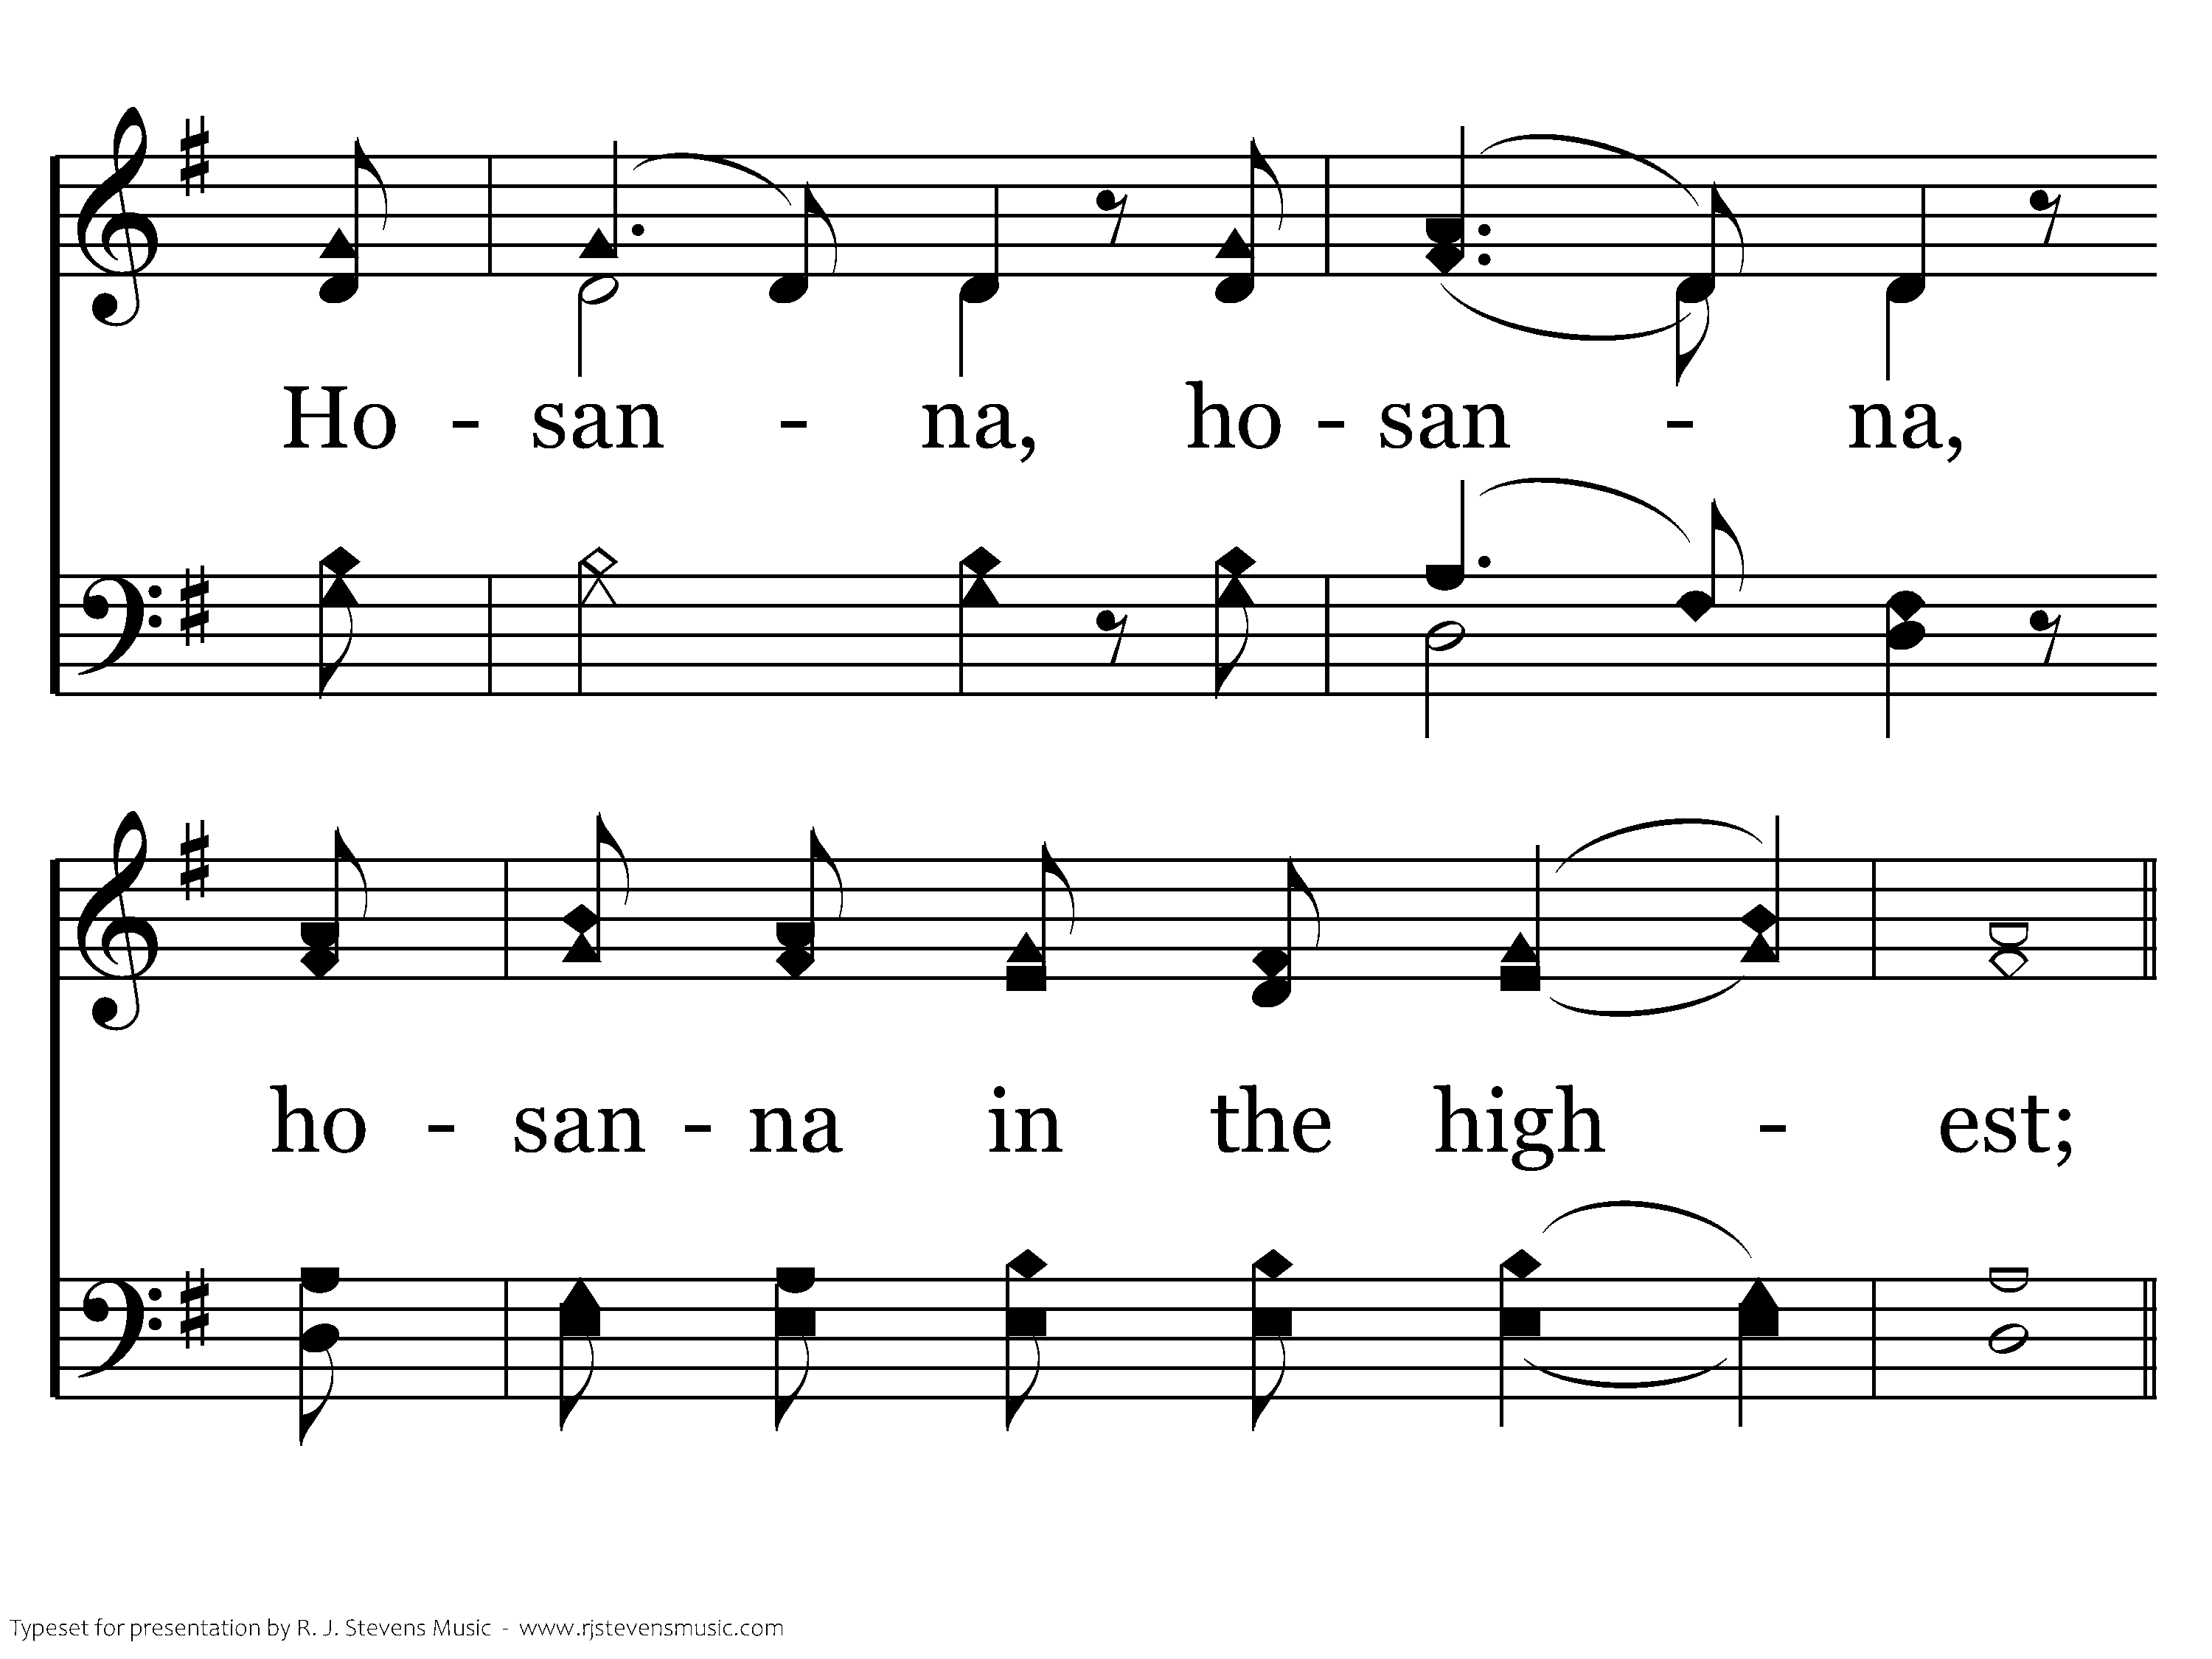 Ho - san - na, ho - san - na,
ho - san - na in the high - est;
Typeset for presentation by R. J. Stevens Music - www.rjstevensmusic.com